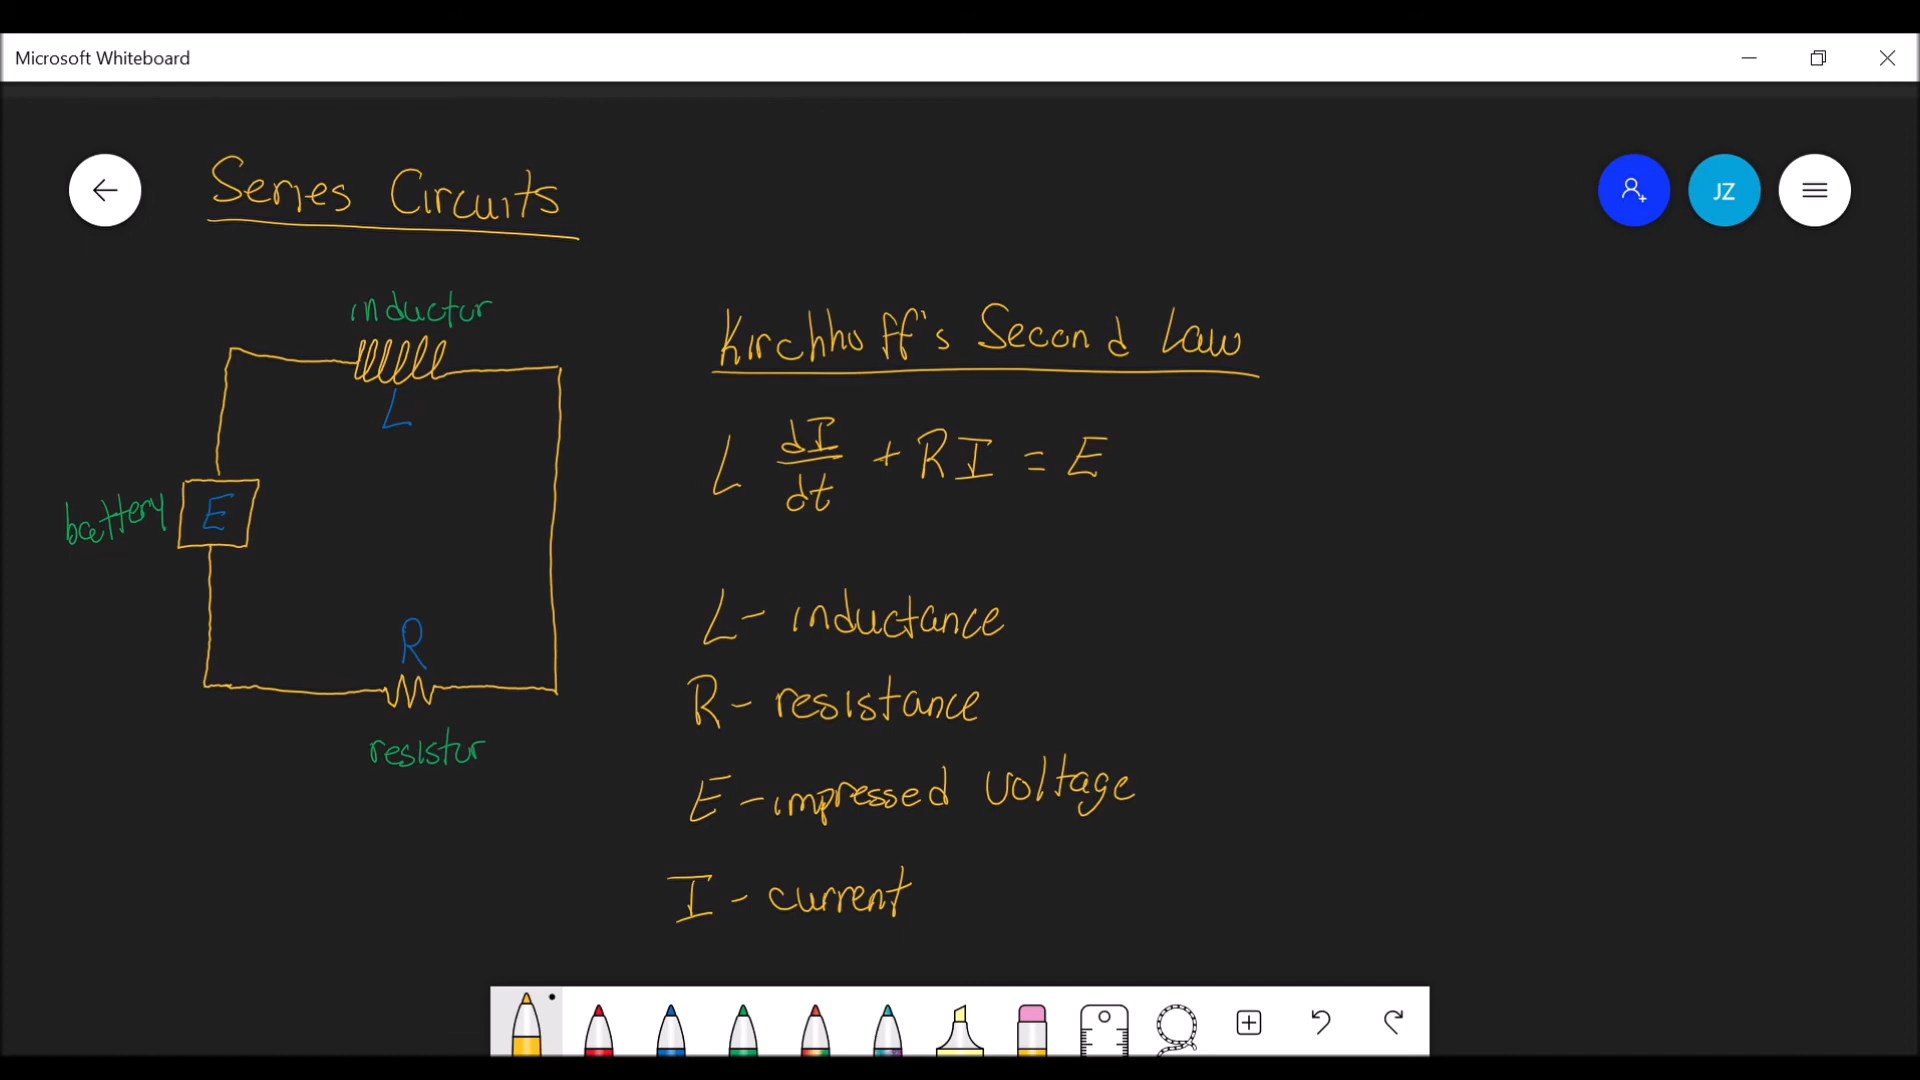 Microsoft Whiteboard
Series Circuits
JZ
inductor
L
battery
E
R
resistor
Kirchhoff's Second Law
L dI/dt + RI = E
L - inductance
R - resistance
E - impressed voltage
I - current